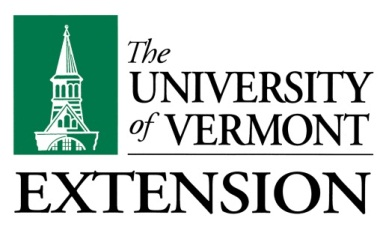 The
UNIVERSITY
of VERMONT
EXTENSION